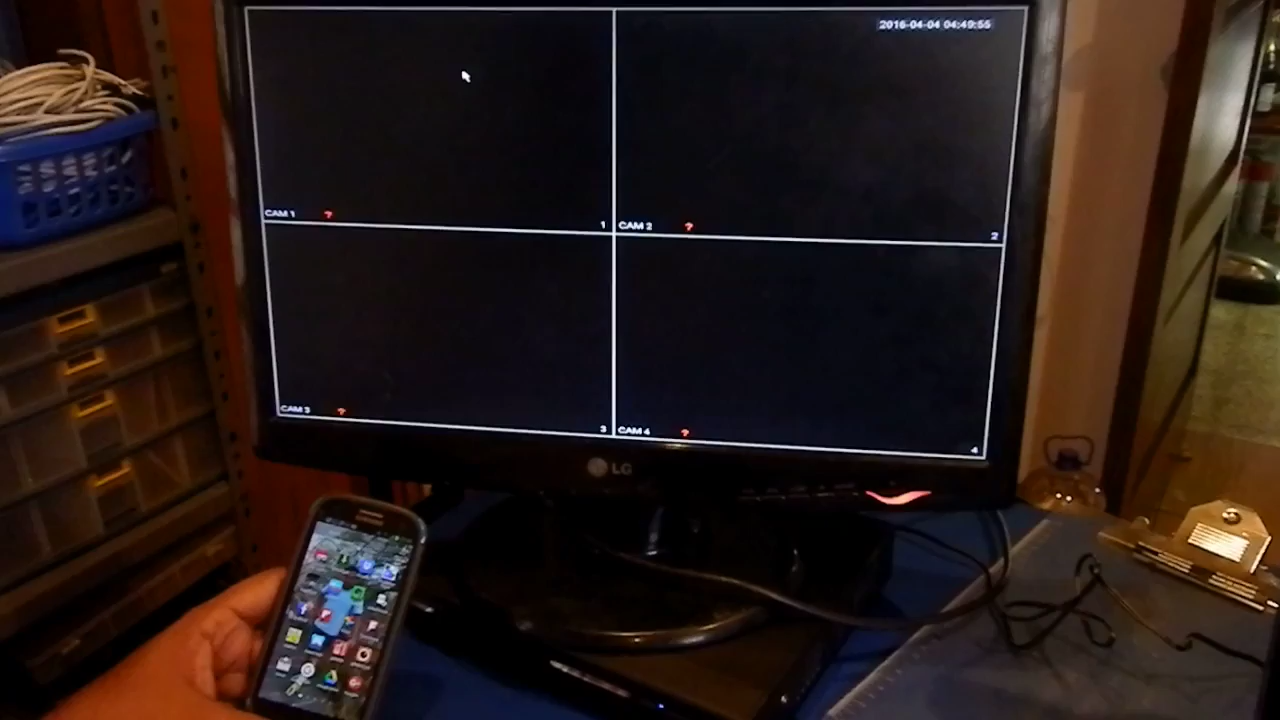 2016-04-04 04:49:55
CAM 1 ?
1
CAM 2 ?
2
CAM 3 ?
3
CAM 4 ?
4
LG